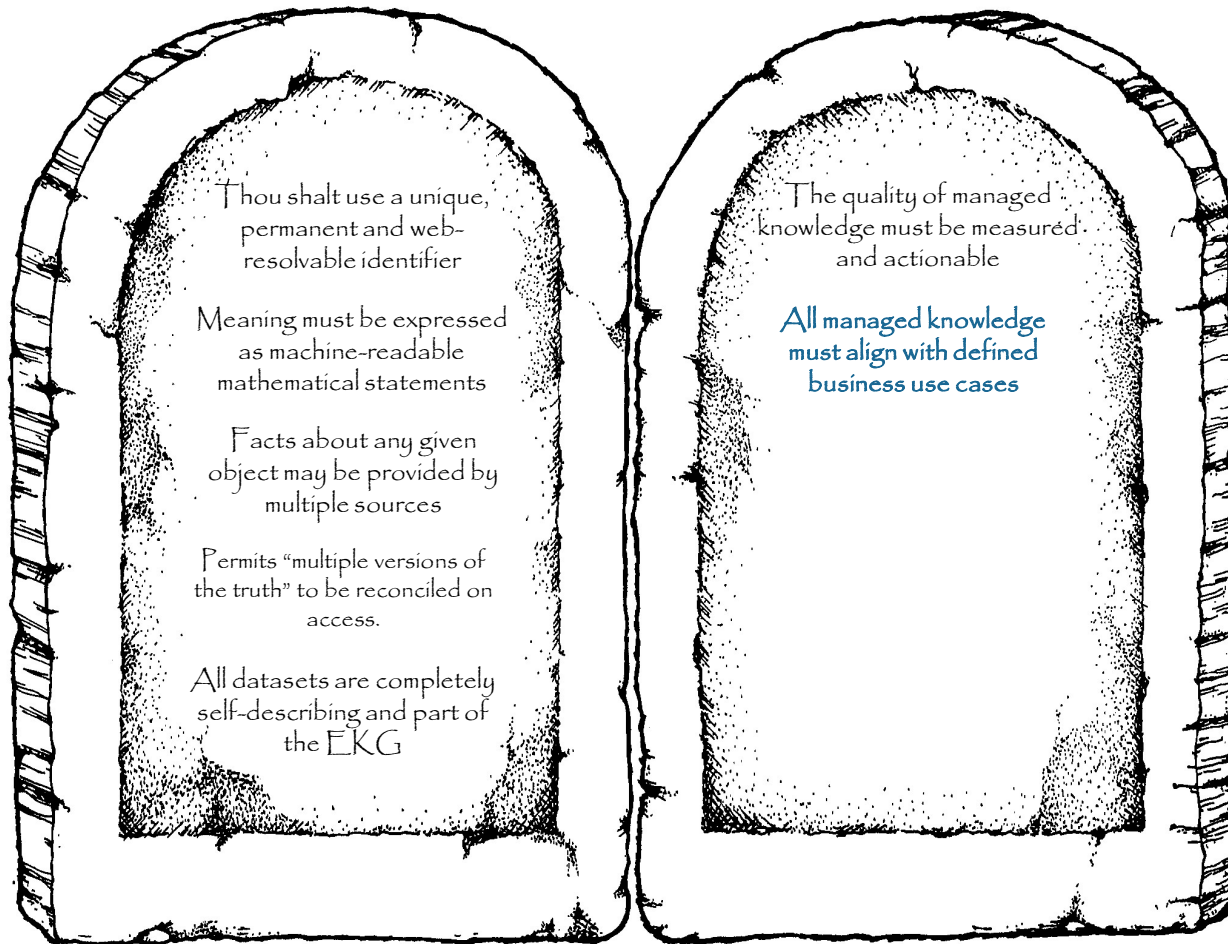 Thou shalt use a unique,
permanent and web-
resolvable identifier
Meaning must be expressed
as machine-readable
mathematical statements
Facts about any given
object may be provided by
multiple sources
Permits “multiple versions of
the truth” to be reconciled on
access.
All datasets are completely
self-describing and part of
the EKG
The quality of managed
knowledge must be measured
and actionable
All managed knowledge
must align with defined
business use cases